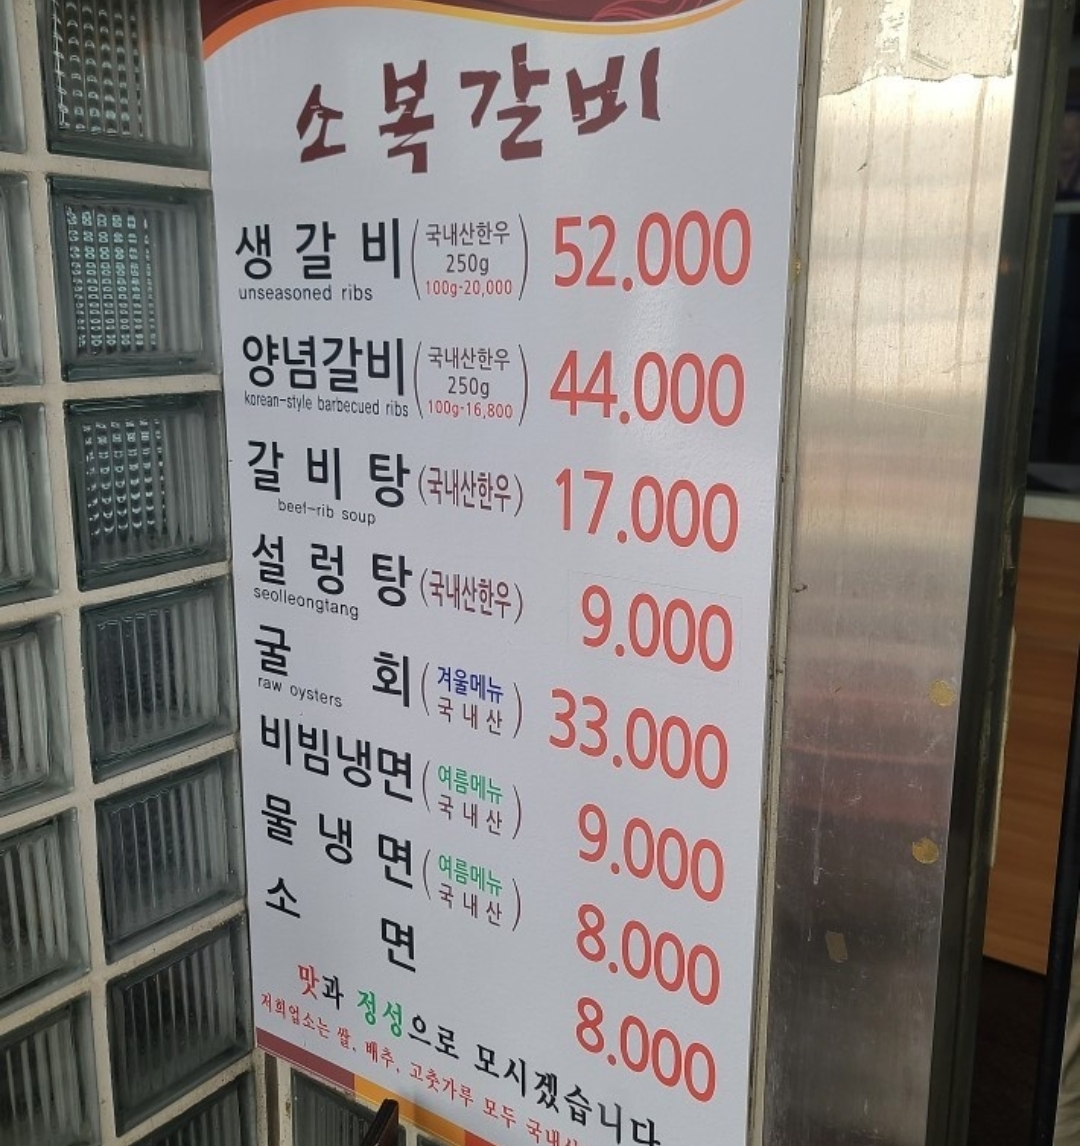 소복갈비
생갈비 (국내산한우 250g 100g-20,000) 52.000
unseasoned ribs
양념갈비 (국내산한우 250g 100g-16,800) 44.000
korean-style barbecued ribs
갈비탕 (국내산한우) 17.000
beef-rib soup
설렁탕 (국내산한우) 9.000
seolleongtang
굴회 (겨울메뉴 국내산) 33.000
raw oysters
비빔냉면 (여름메뉴 국내산) 9.000
물냉면 (여름메뉴 국내산) 8.000
소면 8.000
맛과 정성으로 모시겠습니다
저희업소는 쌀, 배추, 고춧가루 모두 국내산